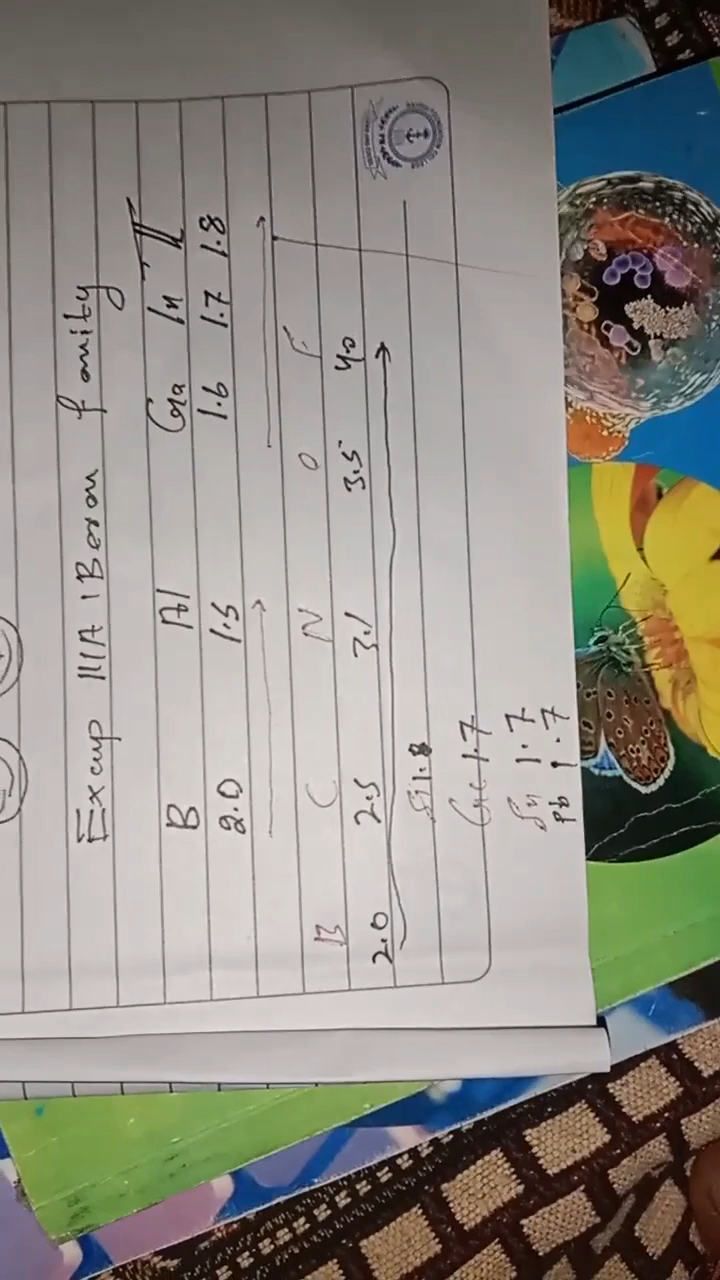 Excep IIIA | Boron family
B Al Ga In Tl
2.0 1.5 1.6 1.7 1.8
B C N O F
2.0 2.5 3.1 3.5 4.0
Si 1.8
Ge 1.7
Sn 1.7
Pb 1.7